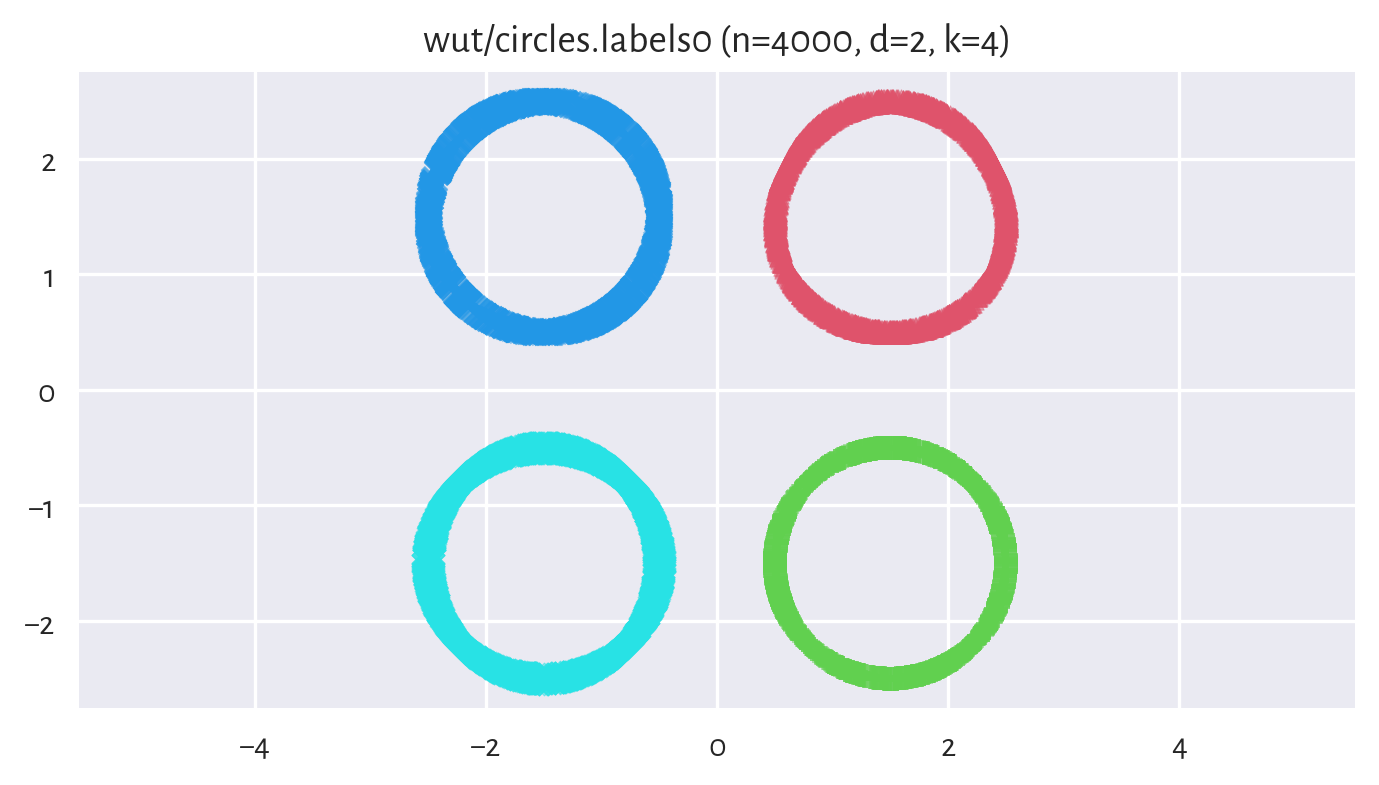 wut/circles.labels0 (n=4000, d=2, k=4)
2
1
0
−1
−2
−4 −2 0 2 4